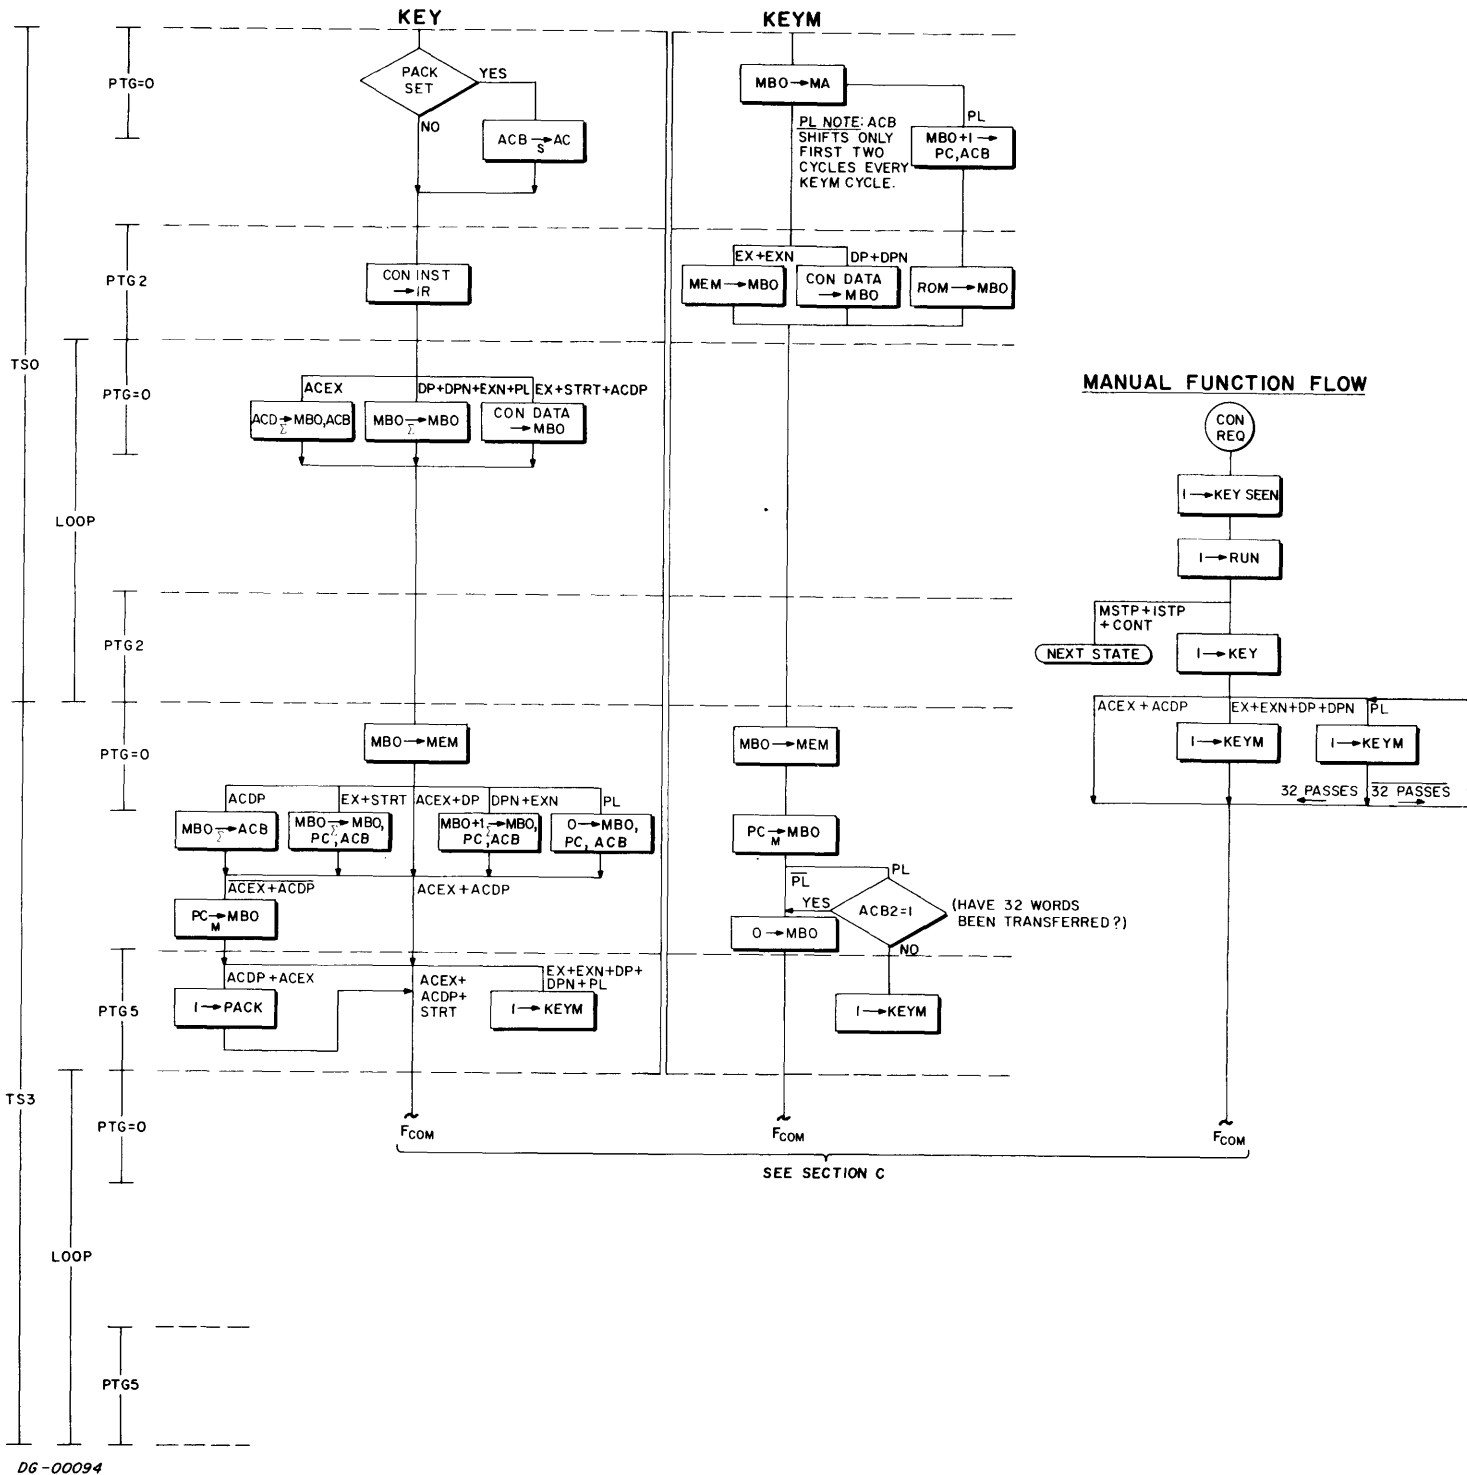 KEY
KEYM
PTG=0
PACK
SET
YES
NO
ACB → AC
S
MBO → MA
PL NOTE: ACB
SHIFTS ONLY
FIRST TWO
CYCLES EVERY
KEYM CYCLE.
PL
MBO+1 →
PC,ACB
PTG2
CON INST
→ IR
EX+EXN
DP+DPN
MEM → MBO
CON DATA
→ MBO
ROM → MBO
TS0
LOOP
PTG=0
ACEX
DP+DPN+EXN+PL
EX+STRT+ACDP
ACD → MBO,ACB
Σ
MBO → MBO
Σ
CON DATA
→ MBO
PTG2
MANUAL FUNCTION FLOW
CON
REQ
1 → KEY SEEN
1 → RUN
MSTP+ISTP
+ CONT
NEXT STATE
1 → KEY
ACEX + ACDP
EX+EXN+DP+DPN
PL
1 → KEYM
1 → KEYM
32 PASSES
32 PASSES
FCOM
TS3
PTG=0
MBO → MEM
ACDP
EX+STRT
ACEX+DP
DPN+EXN
PL
MBO → ACB
Σ
MBO → MBO,
Σ
PC, ACB
MBO+1 → MBO,
Σ
PC, ACB
0 → MBO,
PC, ACB
ACEX+ACDP
ACEX + ACDP
PC → MBO
M
MBO → MEM
PC → MBO
M
PL
PL
YES
ACB2=1
(HAVE 32 WORDS
BEEN TRANSFERRED?)
0 → MBO
NO
1 → KEYM
PTG5
ACDP + ACEX
1 → PACK
ACEX+
ACDP+
STRT
EX+EXN+DP+
DPN+PL
1 → KEYM
LOOP
PTG=0
FCOM
FCOM
SEE SECTION C
PTG5
DG-00094